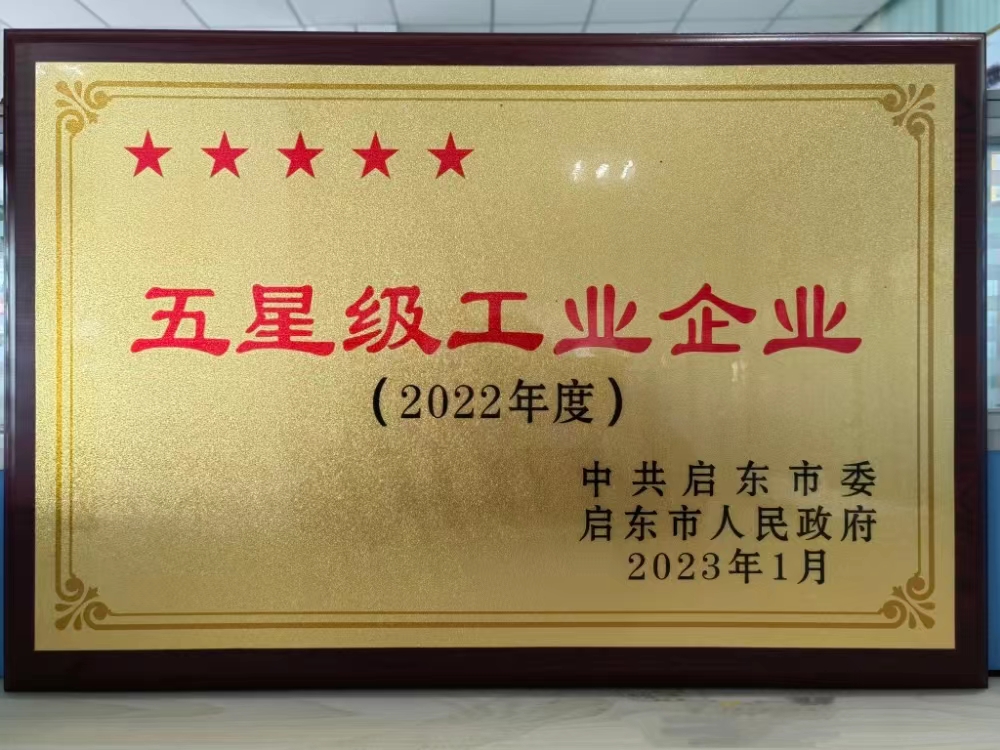 五星级工业企业
（2022年度）
中共启东市委
启东市人民政府
2023年1月